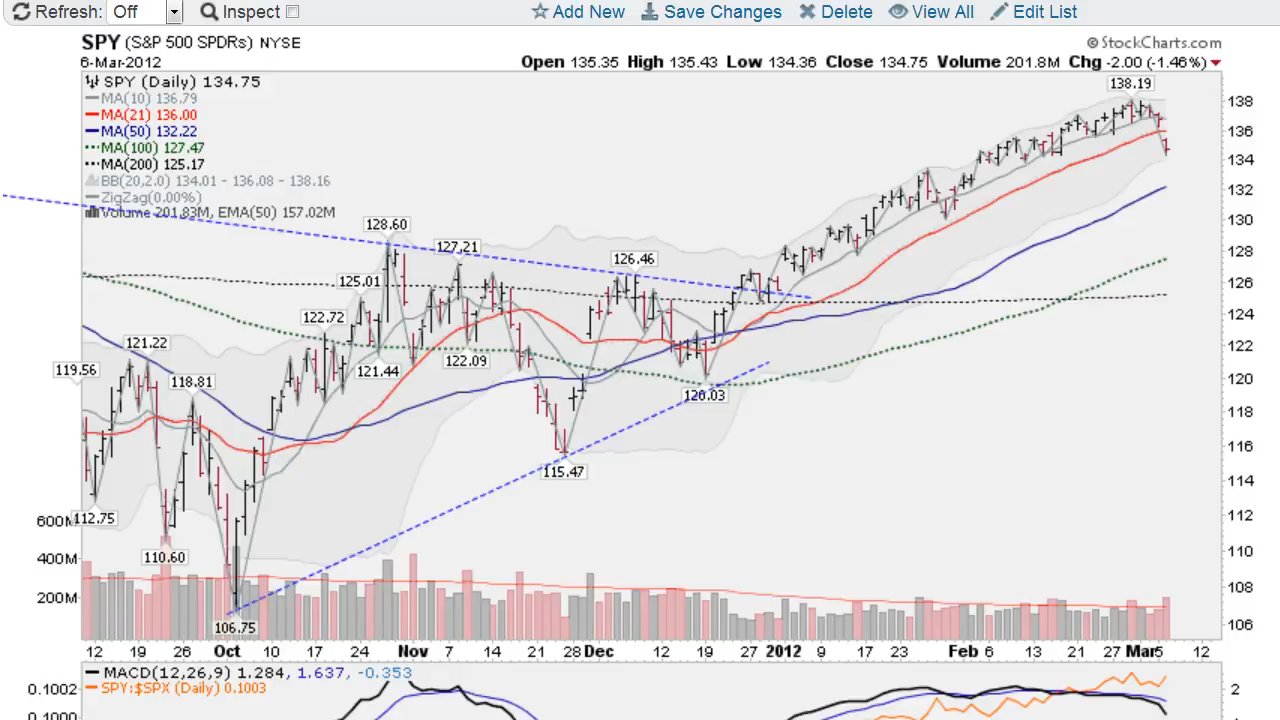 Refresh: Off Inspect Add New Save Changes Delete View All Edit List
SPY (S&P 500 SPDRs) NYSE © StockCharts.com
6-Mar-2012 Open 135.35 High 135.43 Low 134.36 Close 134.75 Volume 201.8M Chg -2.00 (-1.46%)
SPY (Daily) 134.75
MA(10) 136.79
MA(21) 136.00
MA(50) 132.22
MA(100) 127.47
MA(200) 125.17
BB(20,2.0) 134.01 - 136.08 - 138.16
ZigZag(0.00%)
Volume 201.83M, EMA(50) 157.02M
138.19
138
136
134
132
130
128
126
124
122
120
118
116
114
112
110
108
106
128.60
127.21
126.46
125.01
122.72
121.22
119.56
118.81
121.44
122.09
120.03
115.47
112.75
110.60
106.75
600M
400M
200M
12 19 26 Oct 10 17 24 Nov 7 14 21 28 Dec 12 19 27 2012 9 17 23 Feb 6 13 21 27 Mar 5 12
MACD(12,26,9) 1.284, 1.637, -0.353
SPY:$SPX (Daily) 0.1003
0.1002
0.1000
2